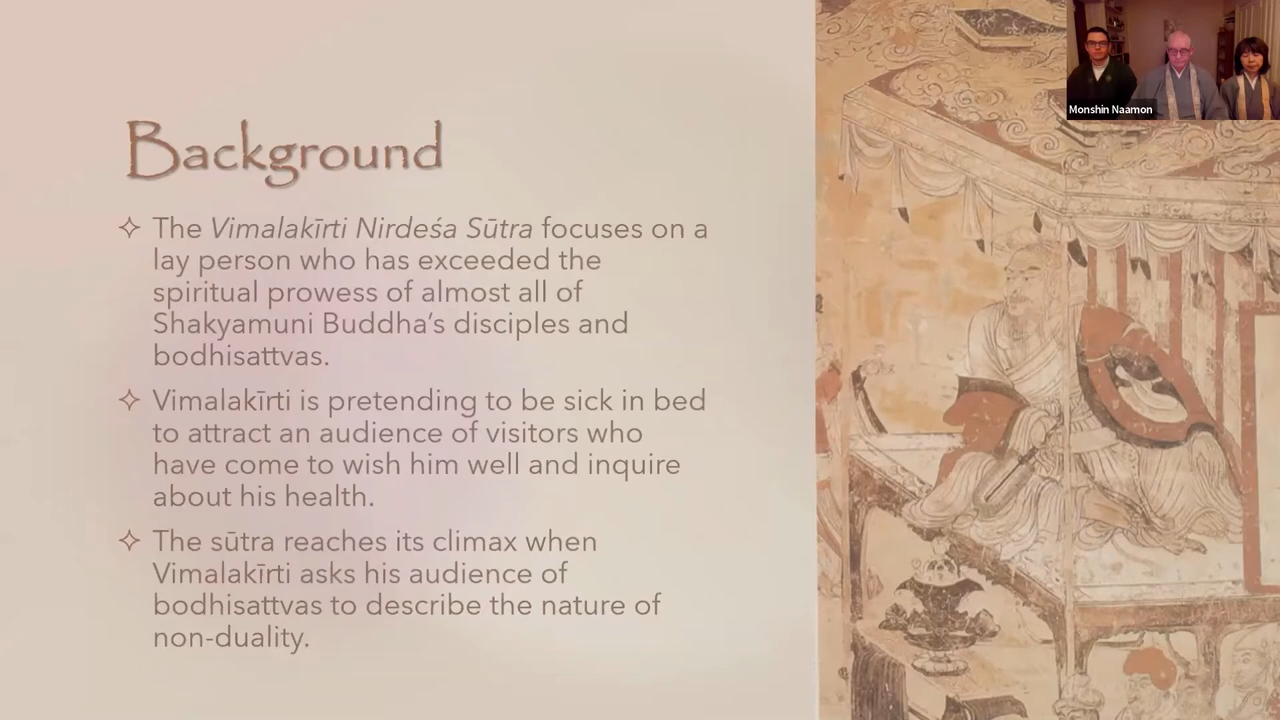 Background
✧ The Vimalakīrti Nirdeśa Sūtra focuses on a
lay person who has exceeded the
spiritual prowess of almost all of
Shakyamuni Buddha’s disciples and
bodhisattvas.
✧ Vimalakīrti is pretending to be sick in bed
to attract an audience of visitors who
have come to wish him well and inquire
about his health.
✧ The sūtra reaches its climax when
Vimalakīrti asks his audience of
bodhisattvas to describe the nature of
non-duality.
Monshin Naamon